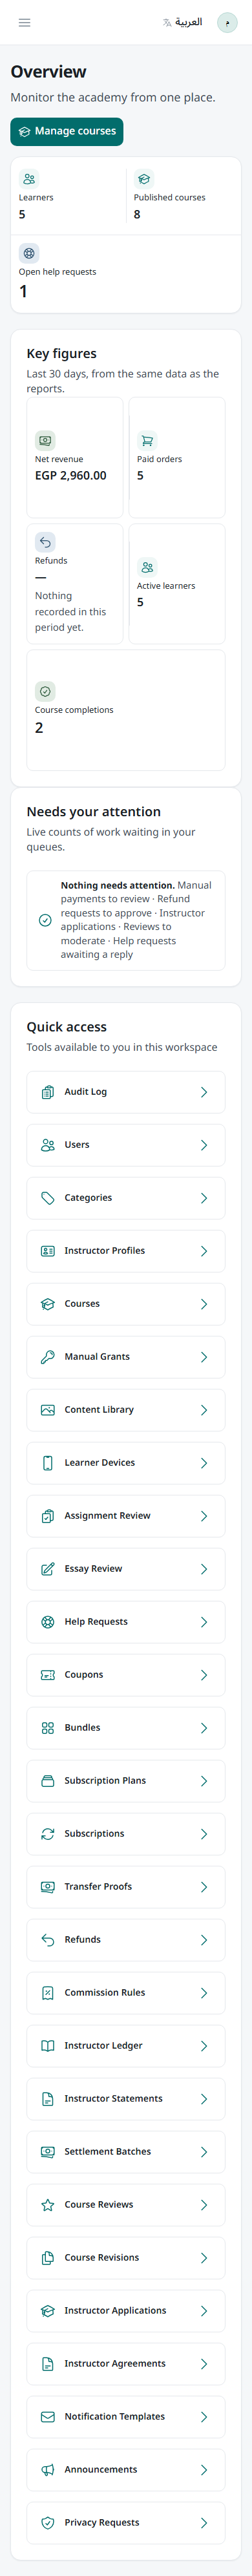 العربية
م
Overview
Monitor the academy from one place.
Manage courses
Learners
5
Published courses
8
Open help requests
1
Key figures
Last 30 days, from the same data as the
reports.
Net revenue
EGP 2,960.00
Paid orders
5
Refunds
—
Nothing
recorded in this
period yet.
Active learners
5
Course completions
2
Needs your attention
Live counts of work waiting in your
queues.
Nothing needs attention. Manual
payments to review · Refund
requests to approve · Instructor
applications · Reviews to
moderate · Help requests
awaiting a reply
Quick access
Tools available to you in this workspace
Audit Log
Users
Categories
Instructor Profiles
Courses
Manual Grants
Content Library
Learner Devices
Assignment Review
Essay Review
Help Requests
Coupons
Bundles
Subscription Plans
Subscriptions
Transfer Proofs
Refunds
Commission Rules
Instructor Ledger
Instructor Statements
Settlement Batches
Course Reviews
Course Revisions
Instructor Applications
Instructor Agreements
Notification Templates
Announcements
Privacy Requests